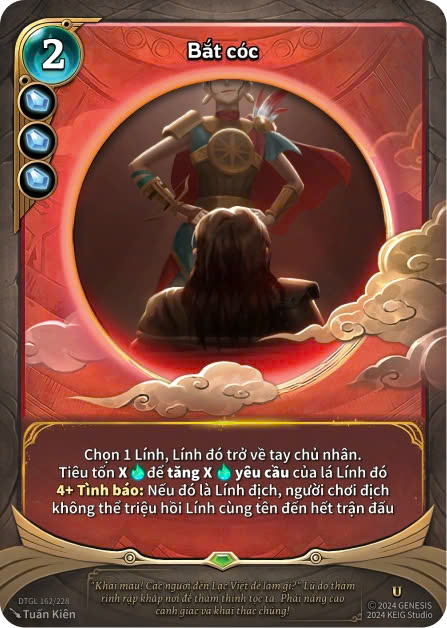 2
Bắt cóc
Chọn 1 Lính, Lính đó trở về tay chủ nhân.
Tiêu tốn X để tăng X yêu cầu của lá Lính đó
4+ Tình báo: Nếu đó là Lính địch, người chơi địch
không thể triệu hồi Lính cùng tên đến hết trận đấu
"Khai mau! Các ngươi đến Lạc Việt để làm gì?" Lũ do thám
rình rập khắp nơi để thám thính tộc ta. Phải nâng cao
cảnh giác và khai thác chúng!
DTGL 162/228
Tuấn Kiên
U
© 2024 GENESIS
2024 KEIG Studio